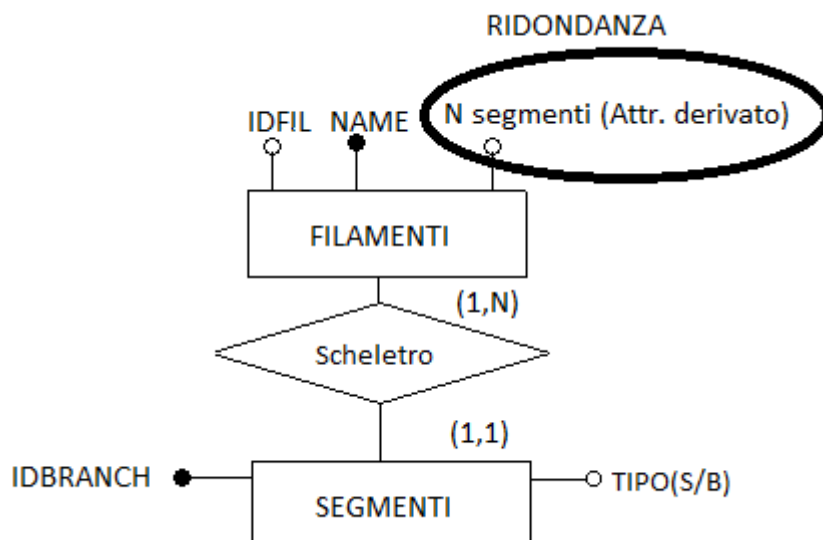 RIDONDANZA
N segmenti (Attr. derivato)
IDFIL NAME
FILAMENTI
(1,N)
Scheletro
(1,1)
IDBRANCH
TIPO(S/B)
SEGMENTI